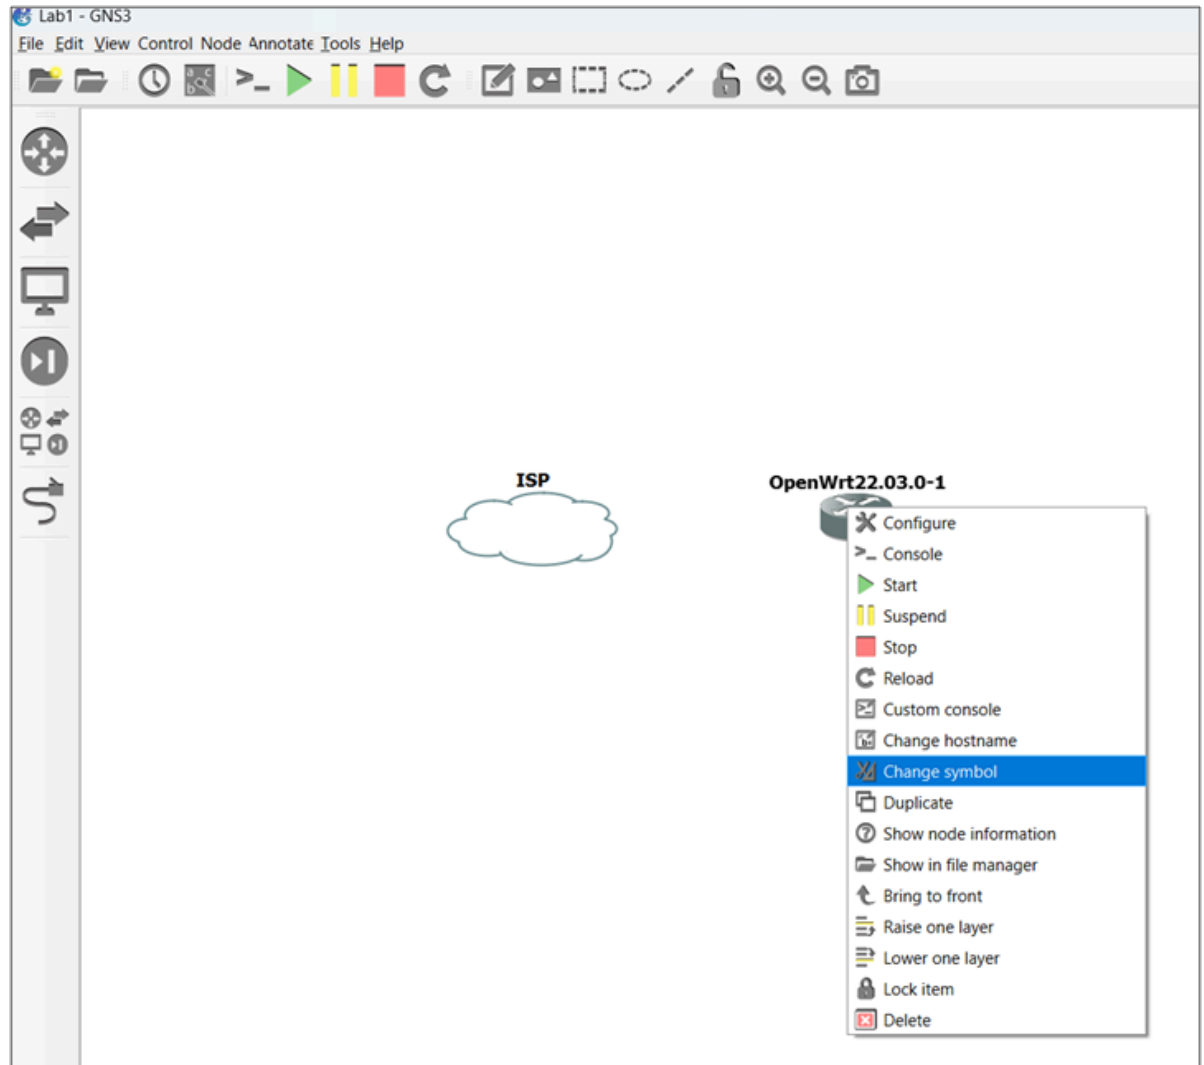 Lab1 - GNS3
File Edit View Control Node Annotate Tools Help
ISP
OpenWrt22.03.0-1
Configure
Console
Start
Suspend
Stop
Reload
Custom console
Change hostname
Change symbol
Duplicate
Show node information
Show in file manager
Bring to front
Raise one layer
Lower one layer
Lock item
Delete